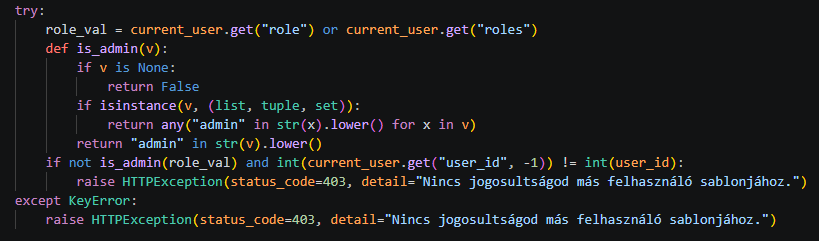 try:
    role_val = current_user.get("role") or current_user.get("roles")
    def is_admin(v):
        if v is None:
            return False
        if isinstance(v, (list, tuple, set)):
            return any("admin" in str(x).lower() for x in v)
        return "admin" in str(v).lower()
    if not is_admin(role_val) and int(current_user.get("user_id", -1)) != int(user_id):
        raise HTTPException(status_code=403, detail="Nincs jogosultságod más felhasználó sablonjához.")
except KeyError:
    raise HTTPException(status_code=403, detail="Nincs jogosultságod más felhasználó sablonjához.")